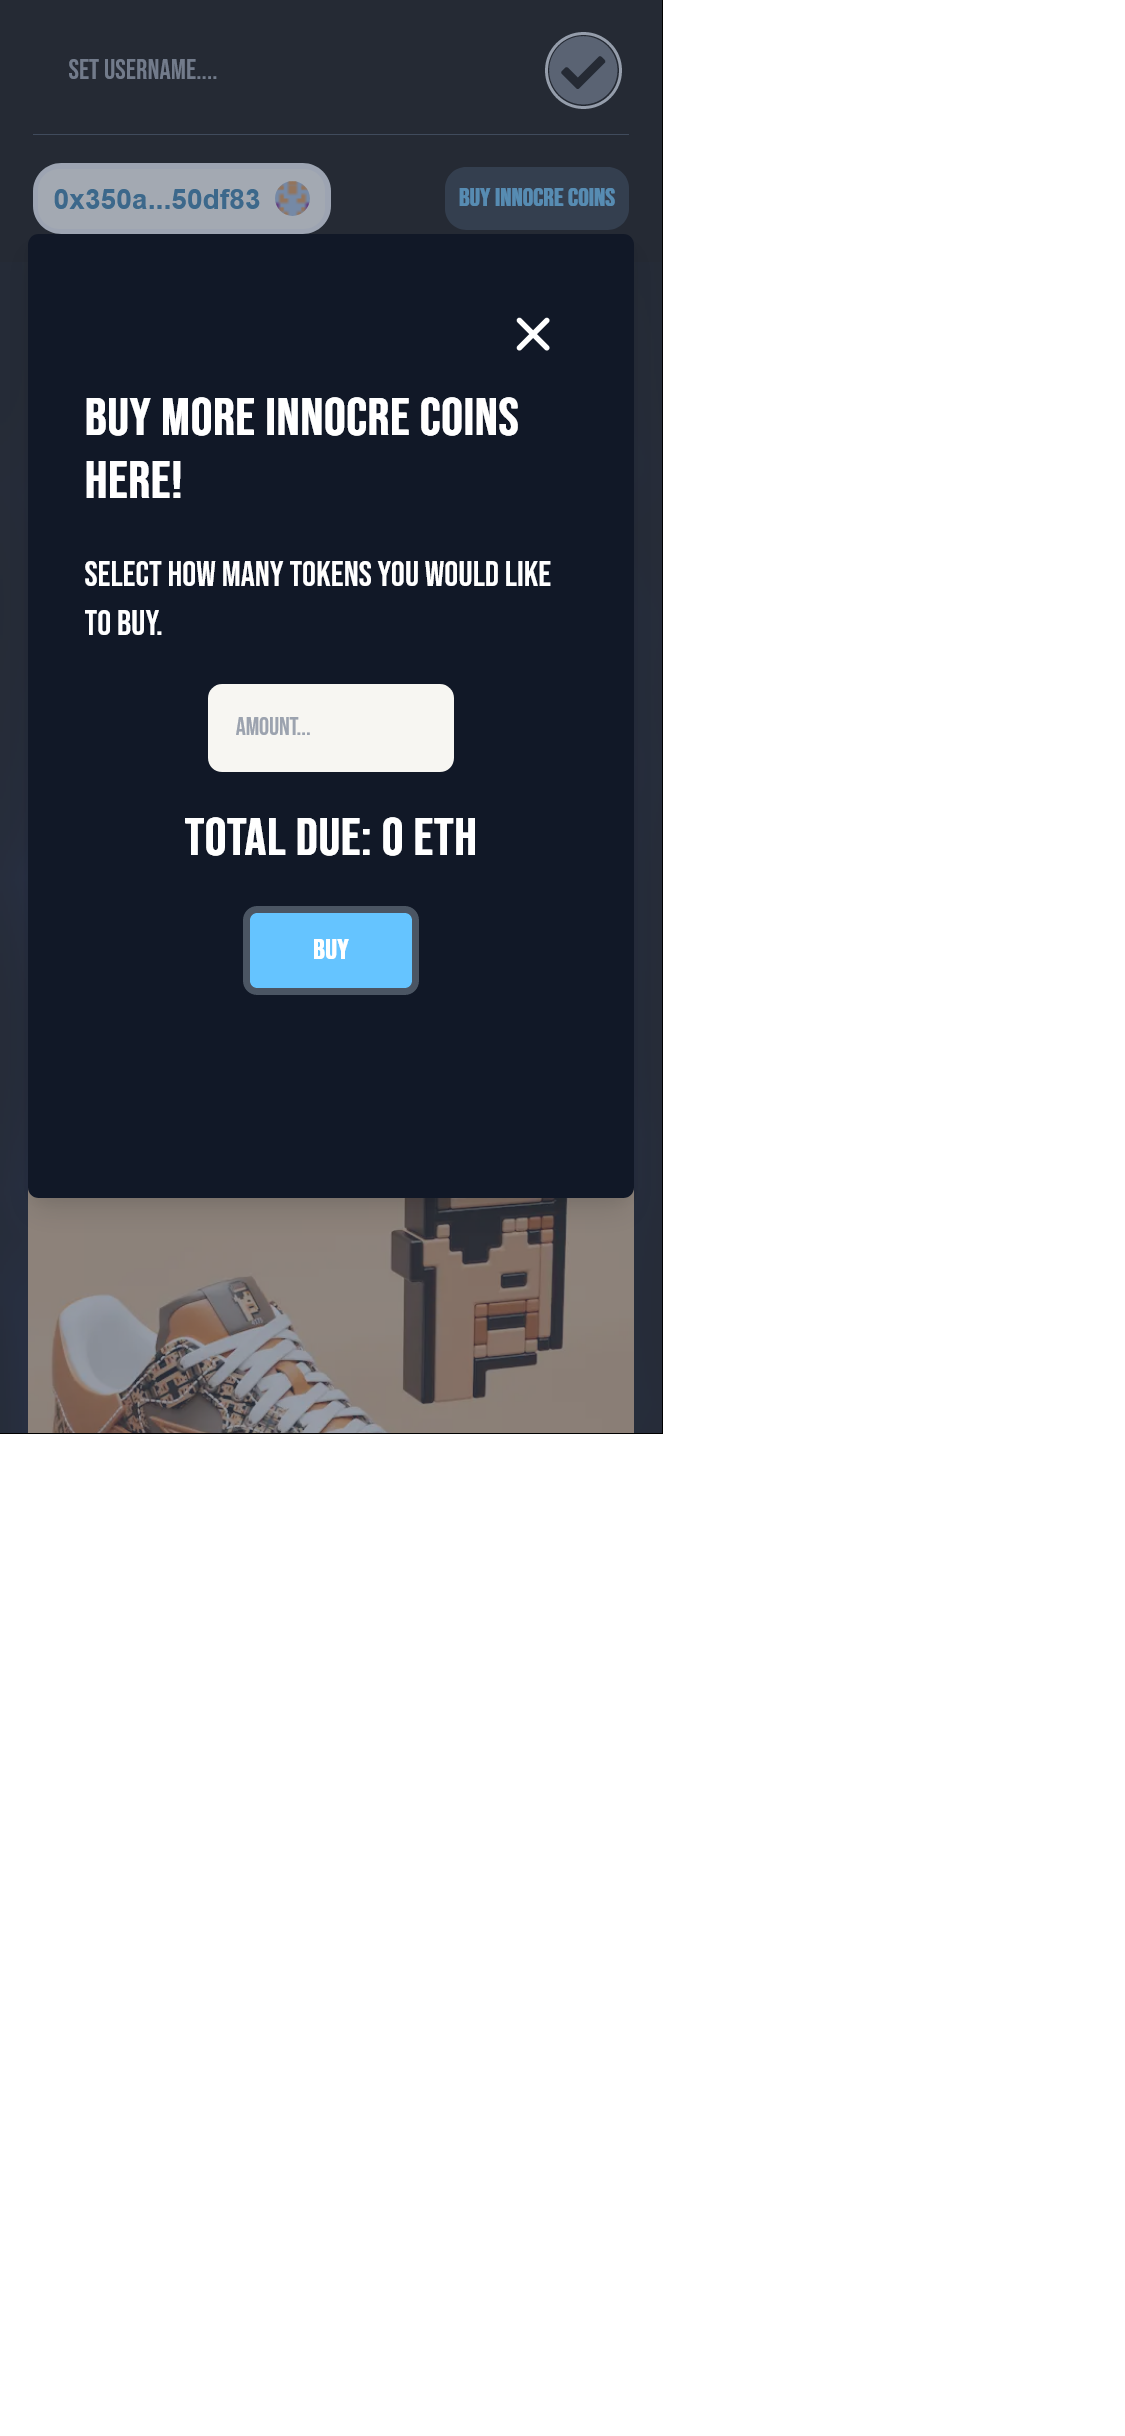 SET USERNAME....
0x350a...50df83
BUY INNOCRE COINS
BUY MORE INNOCRE COINS
HERE!
SELECT HOW MANY TOKENS YOU WOULD LIKE
TO BUY.
AMOUNT...
TOTAL DUE: 0 ETH
BUY